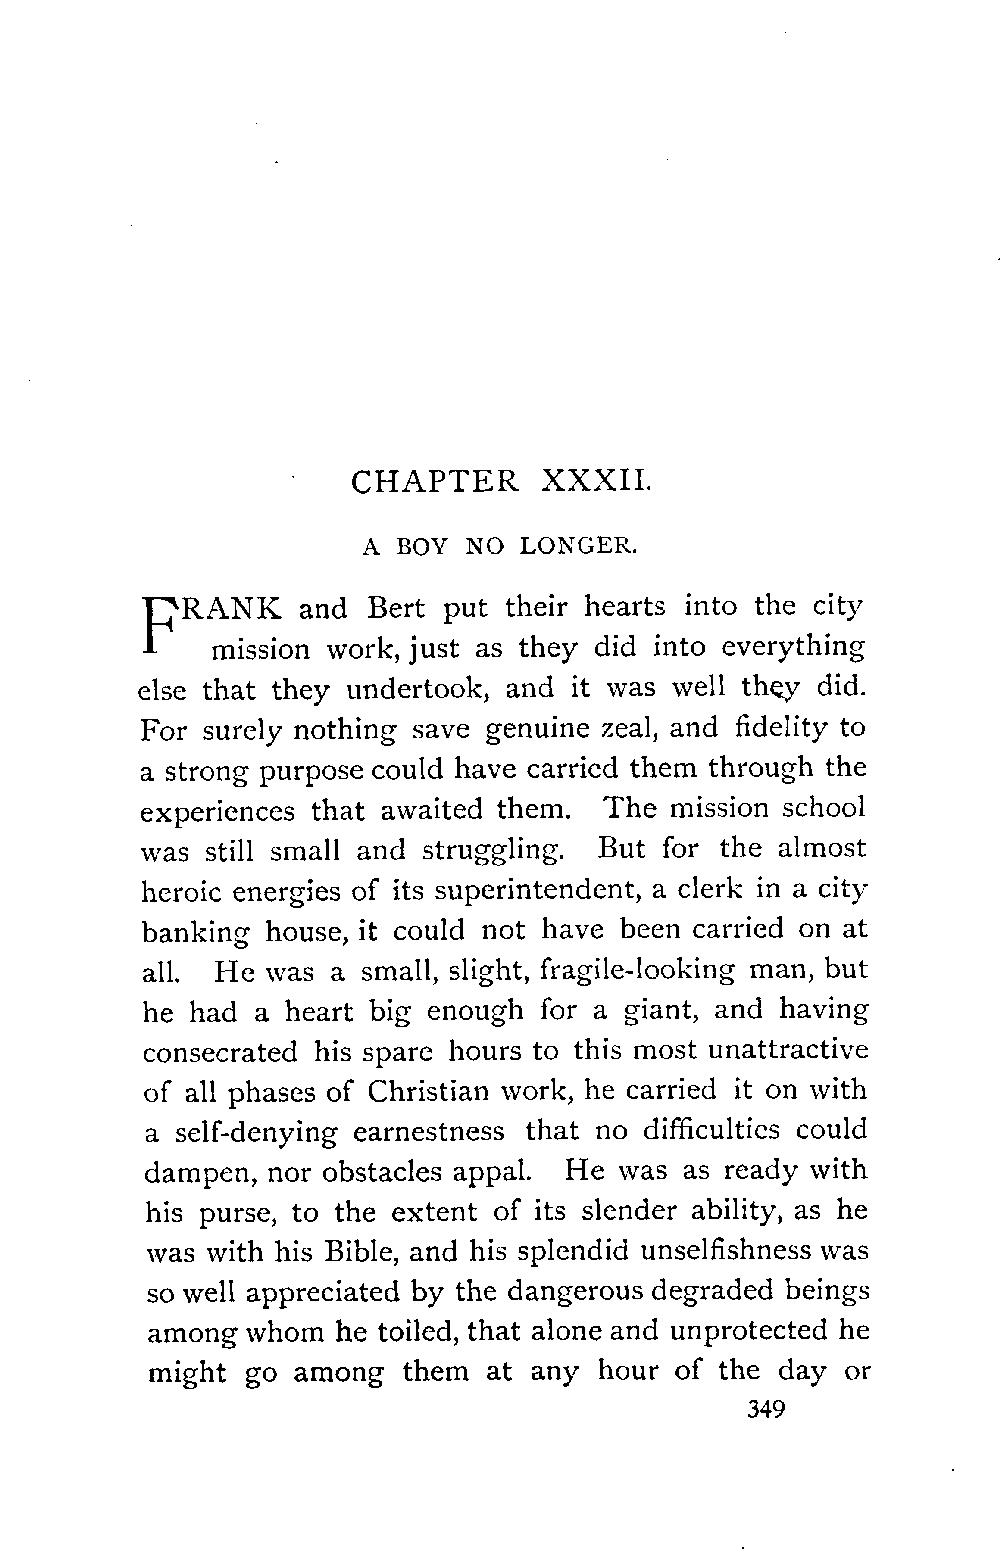 CHAPTER XXXII.
A BOY NO LONGER.
FRANK and Bert put their hearts into the city
mission work, just as they did into everything
else that they undertook, and it was well they did.
For surely nothing save genuine zeal, and fidelity to
a strong purpose could have carried them through the
experiences that awaited them. The mission school
was still small and struggling. But for the almost
heroic energies of its superintendent, a clerk in a city
banking house, it could not have been carried on at
all. He was a small, slight, fragile-looking man, but
he had a heart big enough for a giant, and having
consecrated his spare hours to this most unattractive
of all phases of Christian work, he carried it on with
a self-denying earnestness that no difficulties could
dampen, nor obstacles appal. He was as ready with
his purse, to the extent of its slender ability, as he
was with his Bible, and his splendid unselfishness was
so well appreciated by the dangerous degraded beings
among whom he toiled, that alone and unprotected he
might go among them at any hour of the day or
349